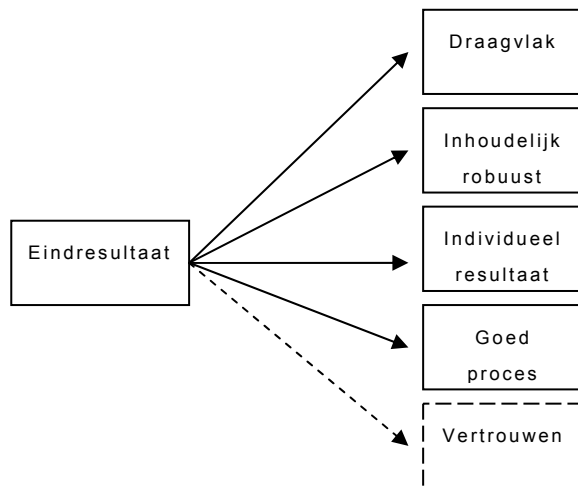 Draagvlak
Inhoudelijk
robuust
Eindresultaat
Individueel
resultaat
Goed
proces
Vertrouwen